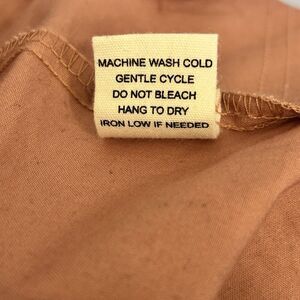 MACHINE WASH COLD
GENTLE CYCLE
DO NOT BLEACH
HANG TO DRY
IRON LOW IF NEEDED